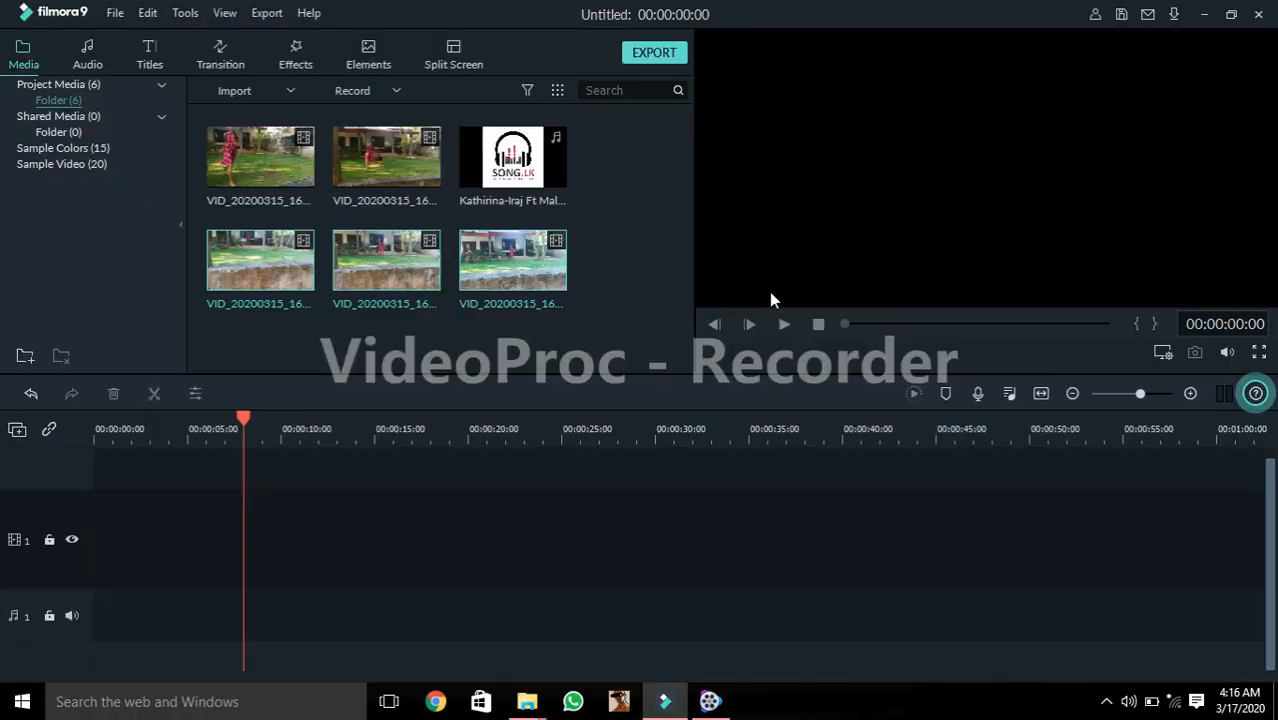 filmora9 File Edit Tools View Export Help Untitled: 00:00:00:00
Media Audio Titles Transition Effects Elements Split Screen EXPORT
Project Media (6)
Folder (6)
Shared Media (0)
Folder (0)
Sample Colors (15)
Sample Video (20)
Import Record Search
SONG.LK
VID_20200315_16... VID_20200315_16... Kathirina-Iraj Ft Mal...
VID_20200315_16... VID_20200315_16... VID_20200315_16...
{ } 00:00:00:00
VideoProc - Recorder
00:00:00:00 00:00:05:00 00:00:10:00 00:00:15:00 00:00:20:00 00:00:25:00 00:00:30:00 00:00:35:00 00:00:40:00 00:00:45:00 00:00:50:00 00:00:55:00 00:01:00:00
1
1
Search the web and Windows
4:16 AM
3/17/2020